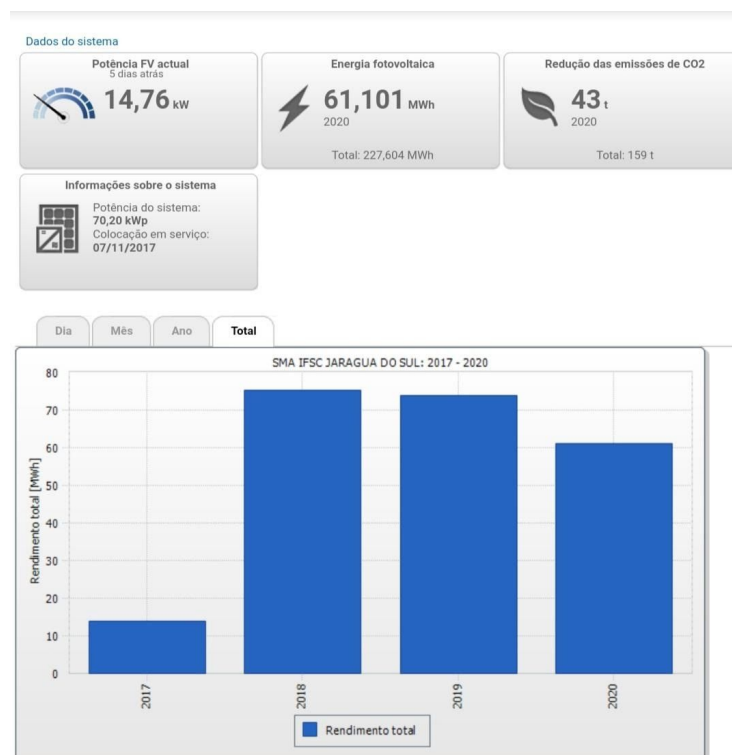 Dados do sistema
Potência FV actual
5 dias atrás
14,76 kW
Energia fotovoltaica
61,101 MWh
2020
Total: 227,604 MWh
Redução das emissões de CO2
43 t
2020
Total: 159 t
Informações sobre o sistema
Potência do sistema:
70,20 kWp
Colocação em serviço:
07/11/2017
Dia
Mês
Ano
Total
SMA IFSC JARAGUA DO SUL: 2017 - 2020
Rendimento total [MWh]
80
70
60
50
40
30
20
10
0
2017
2018
2019
2020
Rendimento total